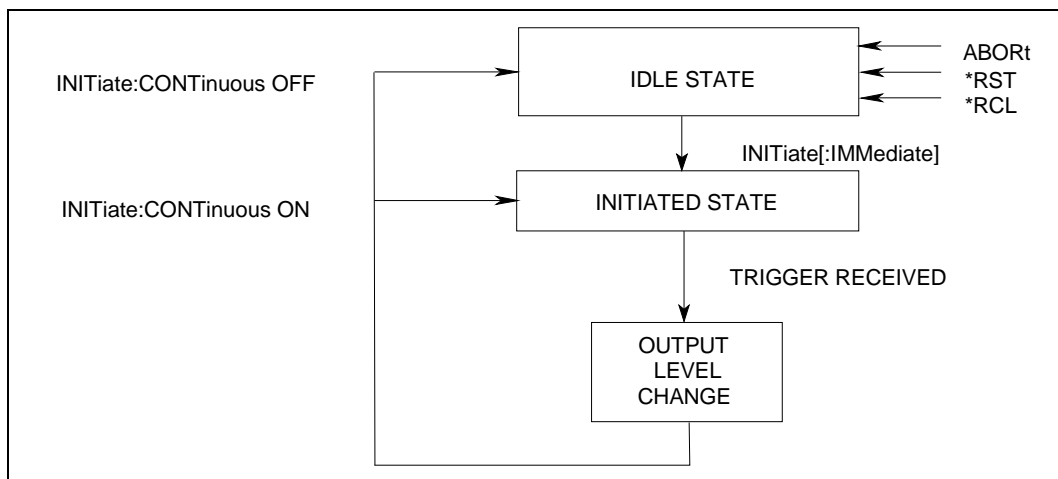 ABORt
INITiate:CONTinuous OFF
IDLE STATE
*RST
*RCL
INITiate[:IMMediate]
INITiate:CONTinuous ON
INITIATED STATE
TRIGGER RECEIVED
OUTPUT
LEVEL
CHANGE